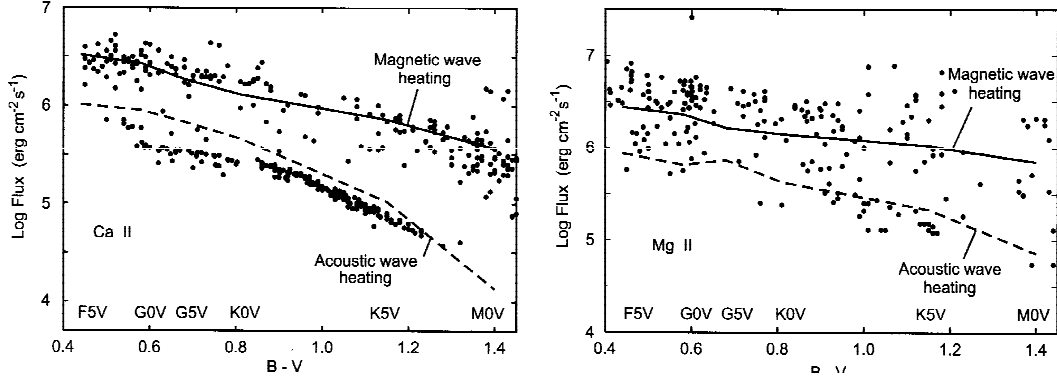 7
6
5
4
Log Flux (erg cm-2 s-1)
Magnetic wave
heating
Ca II
Acoustic wave
heating
F5V G0V G5V K0V K5V M0V
0.4 0.6 0.8 1.0 1.2 1.4
B - V
7
6
5
4
Log Flux (erg cm-2 s-1)
Magnetic wave
heating
Mg II
Acoustic wave
heating
F5V G0V G5V K0V K5V M0V
0.4 0.6 0.8 1.0 1.2 1.4
B - V